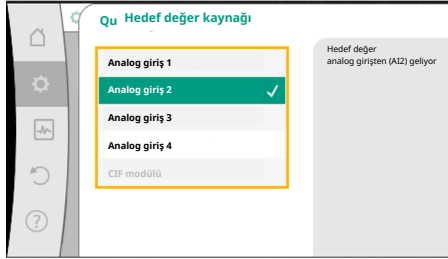 Qu Hedef değer kaynağı
Analog giriş 1
Analog giriş 2
Analog giriş 3
Analog giriş 4
CIF modülü
Hedef değer
analog girişten (AI2) geliyor
?